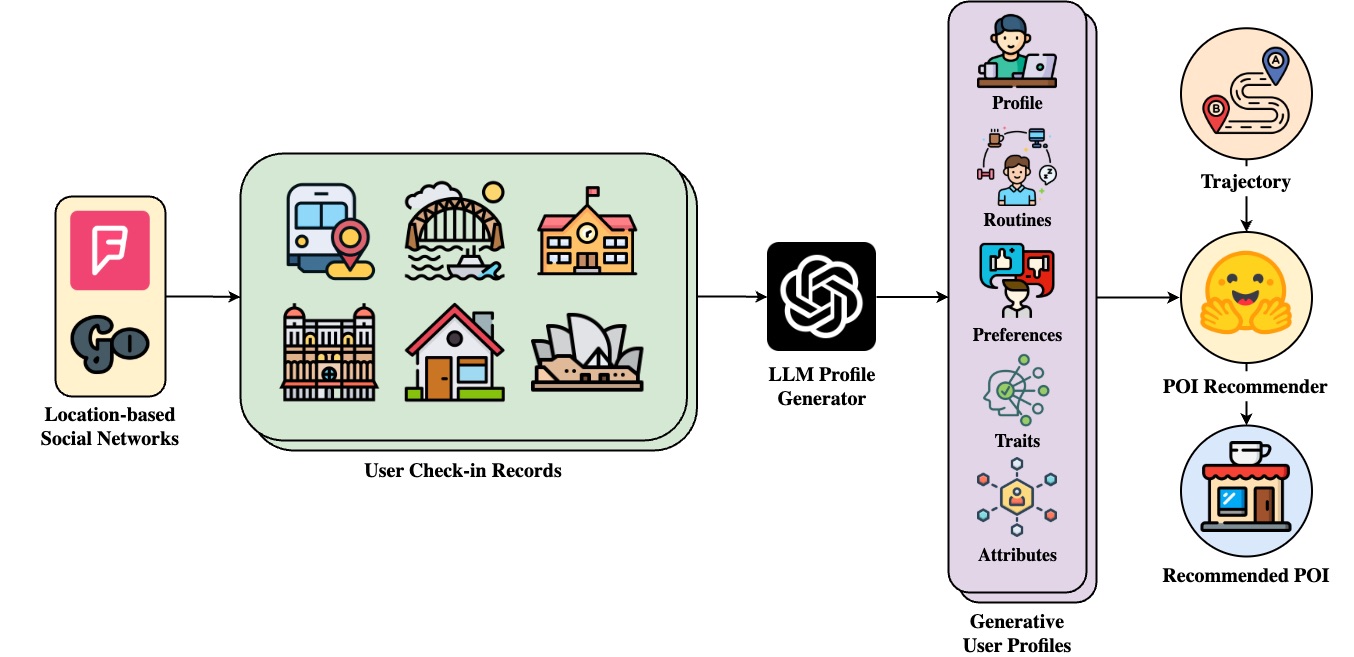 Location-based
Social Networks
User Check-in Records
LLM Profile
Generator
Profile
Routines
Preferences
Traits
Attributes
Generative
User Profiles
A
B
Trajectory
POI Recommender
Recommended POI
Go